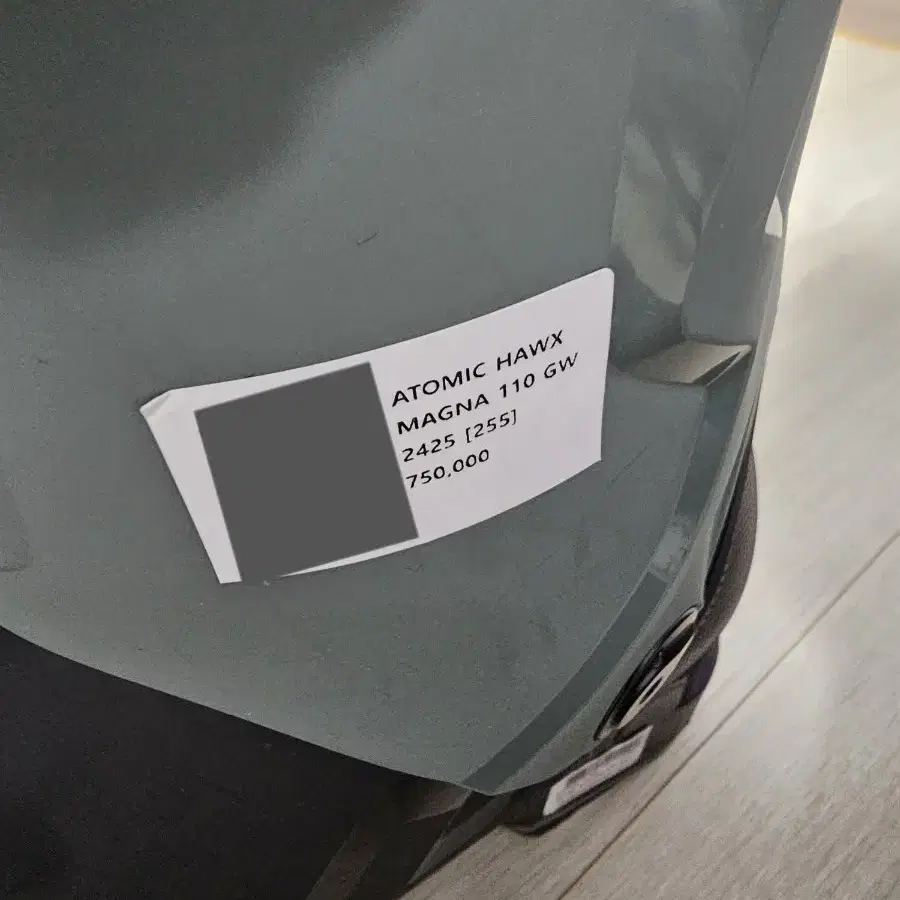 ATOMIC HAWX
MAGNA 110 GW
2425 [255]
750,000